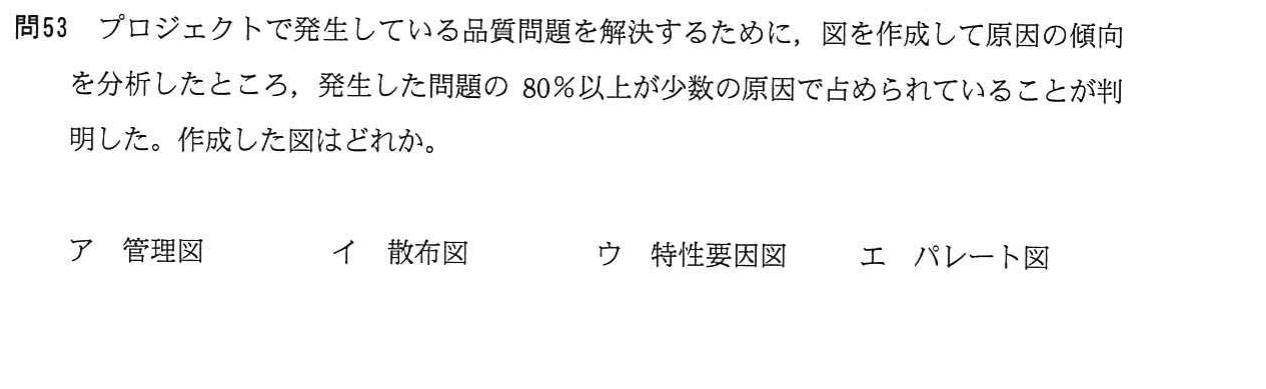 問53　プロジェクトで発生している品質問題を解決するために，図を作成して原因の傾向
を分析したところ，発生した問題の 80％以上が少数の原因で占められていることが判
明した。作成した図はどれか。
ア　管理図　イ　散布図　ウ　特性要因図　エ　パレート図